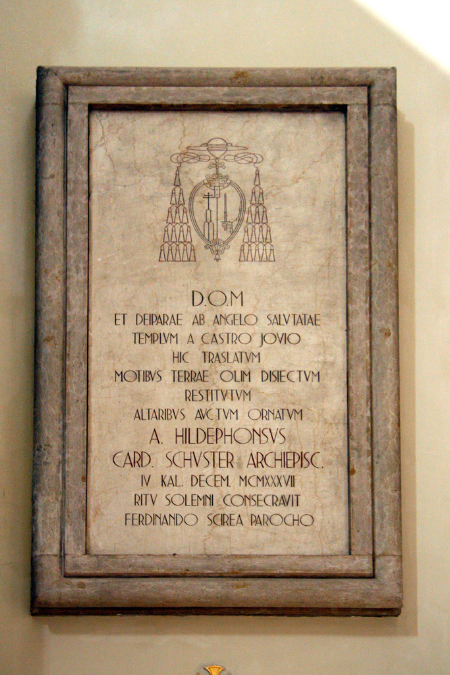 D.O.M
ET DEIPARAE AB ANGELO SALVTATAE
TEMPLVM A CASTRO JOVIO
HIC TRASLATVM
MOTIBVS TERRAE OLIM DISIECTVM
RESTITVTVM
ALTARIBVS AVCTVM ORNATVM
A. HILDEPHONSVS
CARD. SCHVSTER ARCHIEPISC.
IV KAL. DECEM. MCMXXXVII
RITV SOLEMNI CONSECRAVIT
FERDINANDO SCIREA PAROCHO